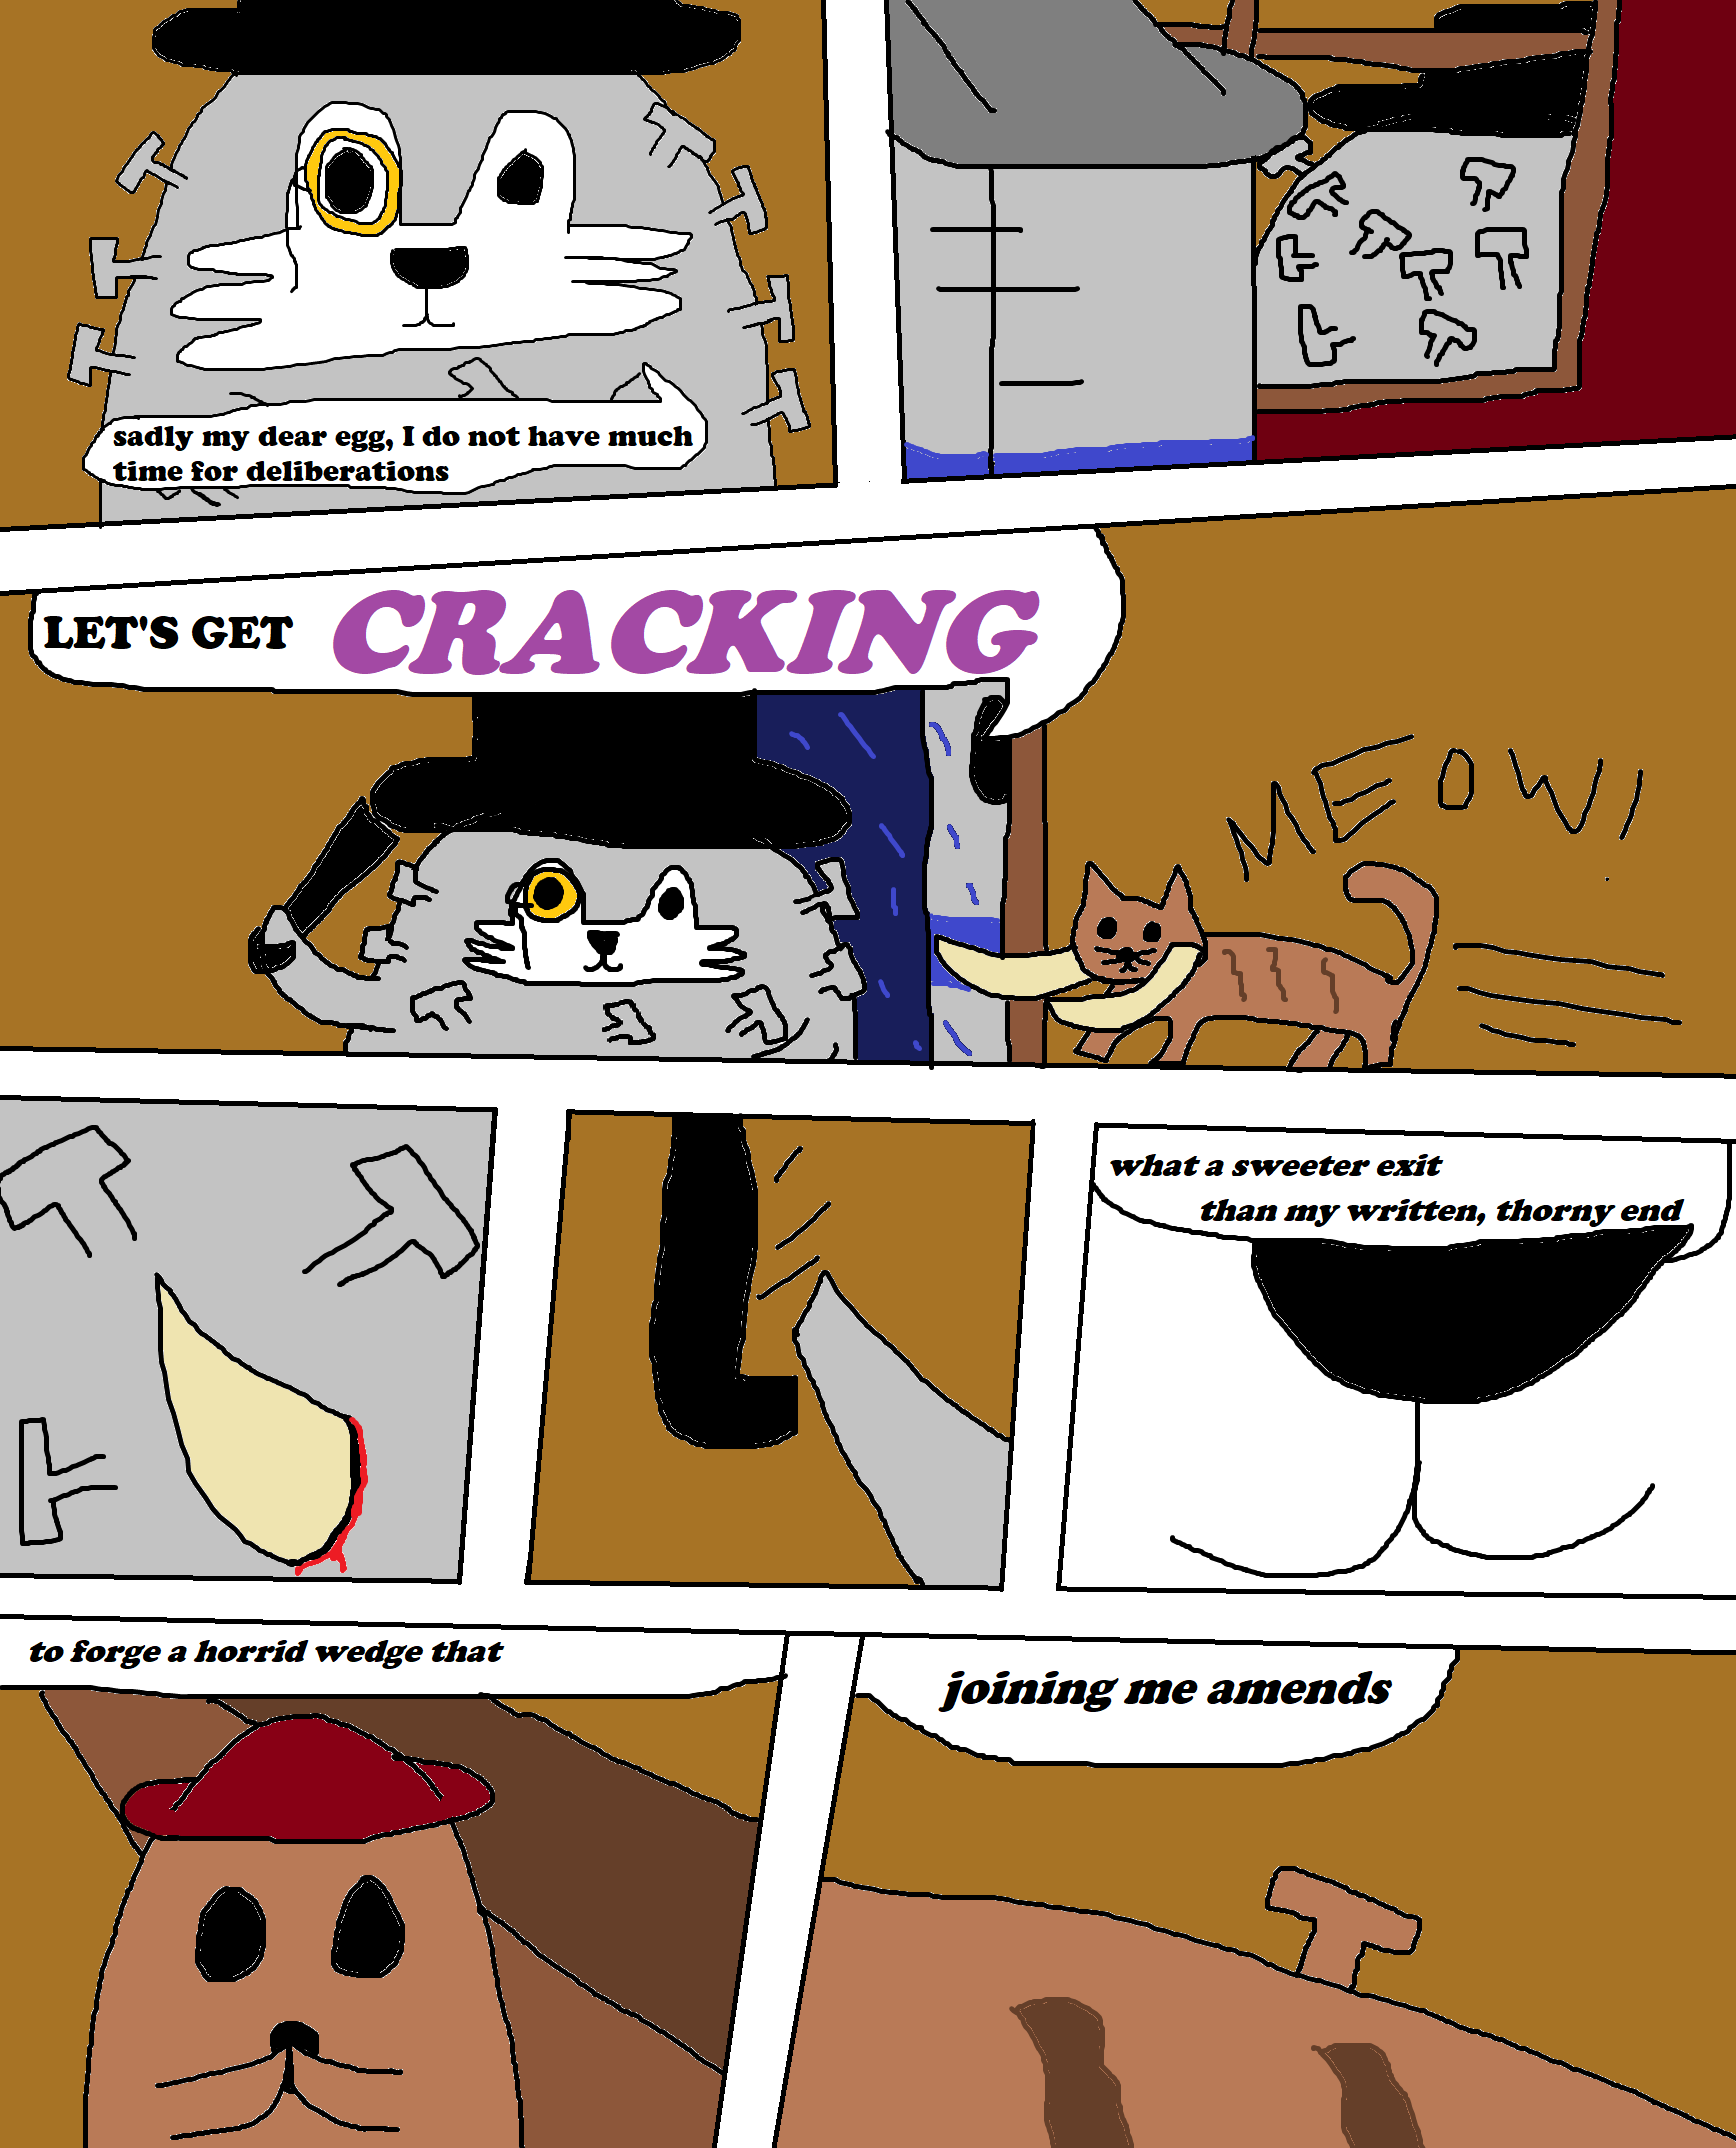 sadly my dear egg, I do not have much
time for deliberations
LET'S GET CRACKING
MEOW!
what a sweeter exit
than my written, thorny end
to forge a horrid wedge that
joining me amends